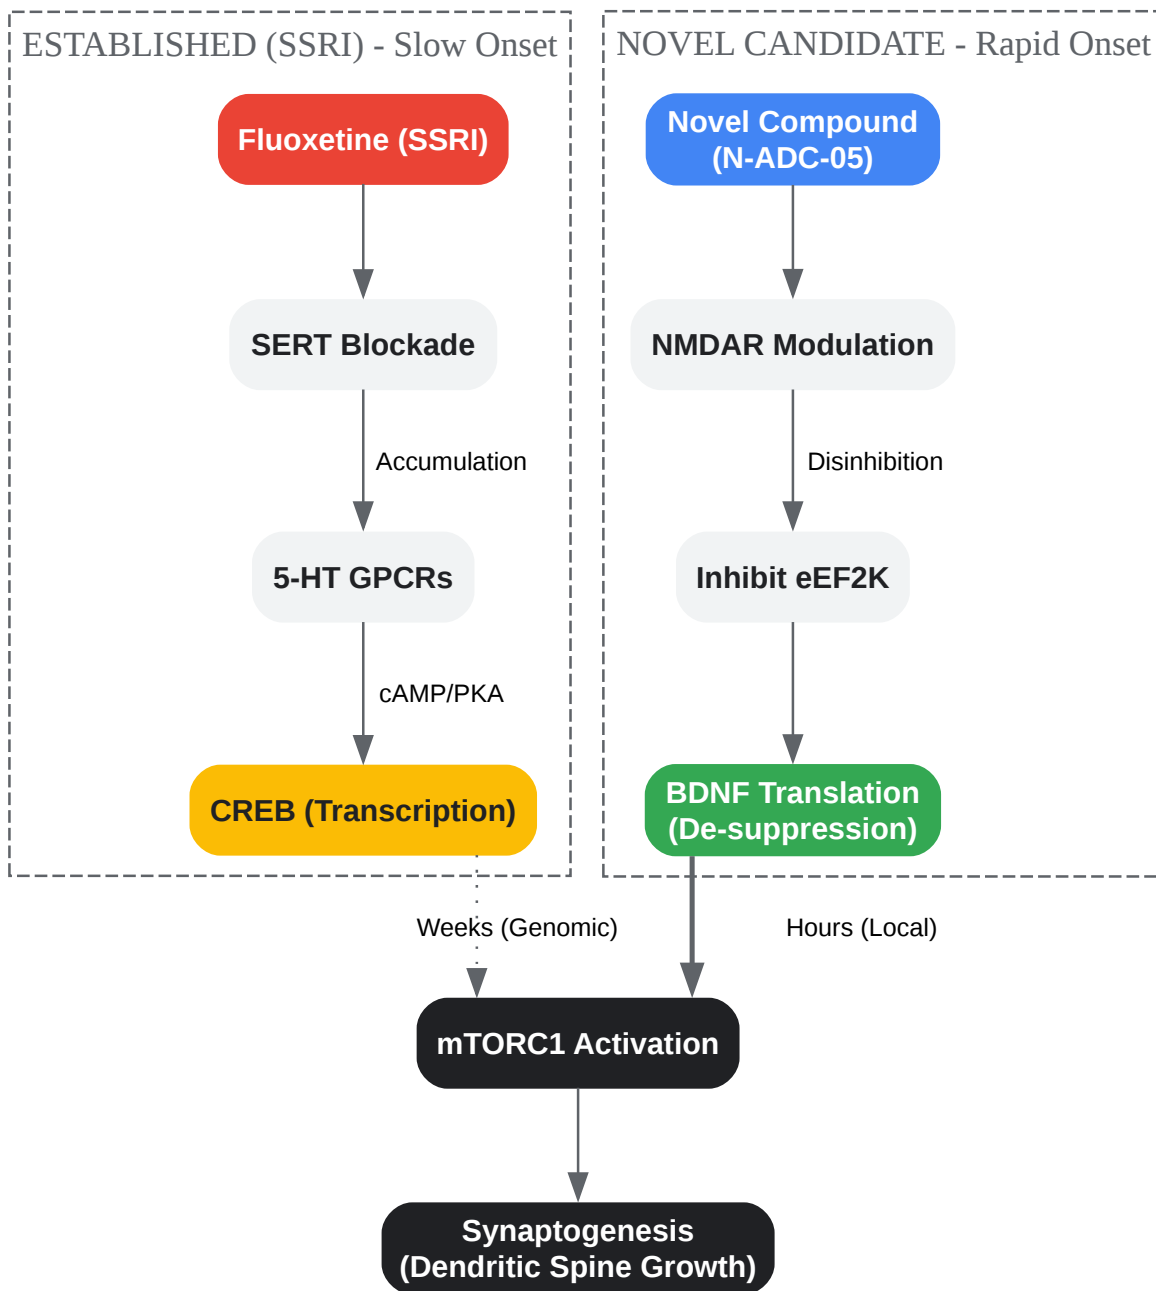 ESTABLISHED (SSRI) - Slow Onset
Fluoxetine (SSRI)
SERT Blockade
Accumulation
5-HT GPCRs
cAMP/PKA
CREB (Transcription)
NOVEL CANDIDATE - Rapid Onset
Novel Compound
(N-ADC-05)
NMDAR Modulation
Disinhibition
Inhibit eEF2K
BDNF Translation
(De-suppression)
Weeks (Genomic)
Hours (Local)
mTORC1 Activation
Synaptogenesis
(Dendritic Spine Growth)